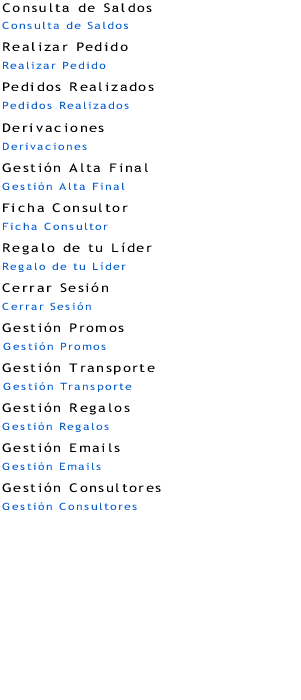 Consulta de Saldos
Consulta de Saldos
Realizar Pedido
Realizar Pedido
Pedidos Realizados
Pedidos Realizados
Derivaciones
Derivaciones
Gestión Alta Final
Gestión Alta Final
Ficha Consultor
Ficha Consultor
Regalo de tu Líder
Regalo de tu Líder
Cerrar Sesión
Cerrar Sesión
Gestión Promos
Gestión Promos
Gestión Transporte
Gestión Transporte
Gestión Regalos
Gestión Regalos
Gestión Emails
Gestión Emails
Gestión Consultores
Gestión Consultores